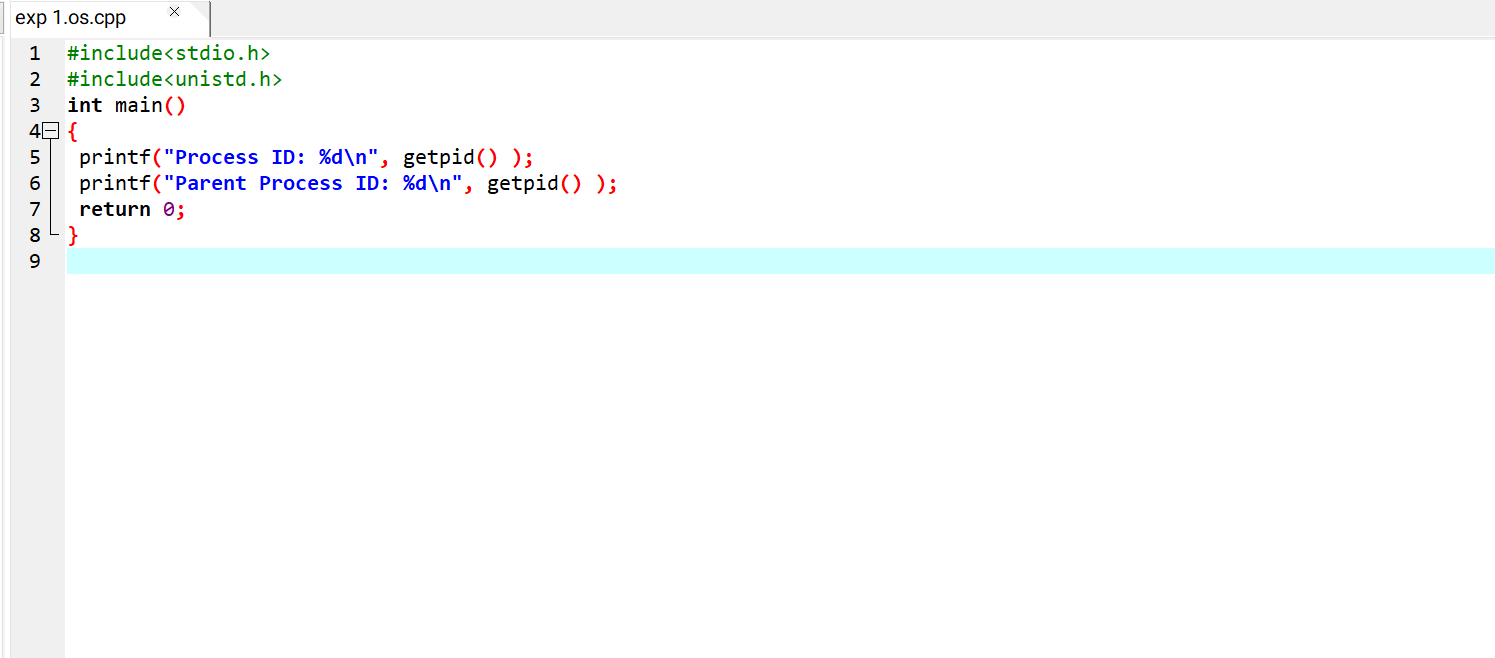 exp 1.os.cpp
1 #include<stdio.h>
2 #include<unistd.h>
3 int main()
4 {
5 printf("Process ID: %d\n", getpid() );
6 printf("Parent Process ID: %d\n", getpid() );
7 return 0;
8 }
9